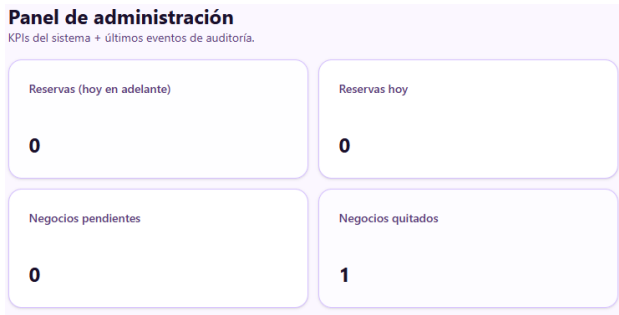 Panel de administración
KPIs del sistema + últimos eventos de auditoría.
Reservas (hoy en adelante)
0
Reservas hoy
0
Negocios pendientes
0
Negocios quitados
1